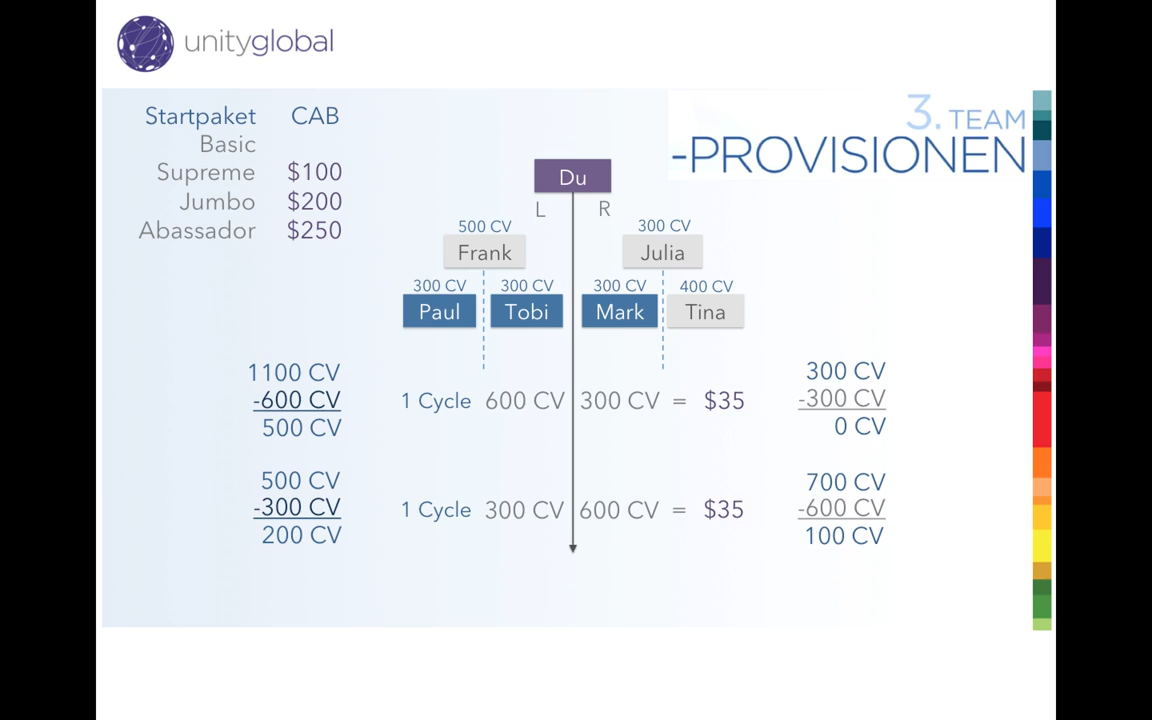 unityglobal
Startpaket CAB
Basic
Supreme $100
Jumbo $200
Abassador $250
3. TEAM
-PROVISIONEN
Du
L R
500 CV 300 CV
Frank Julia
300 CV 300 CV 300 CV 400 CV
Paul Tobi Mark Tina
1100 CV
-600 CV
500 CV
1 Cycle 600 CV 300 CV = $35
300 CV
-300 CV
0 CV
500 CV
-300 CV
200 CV
1 Cycle 300 CV 600 CV = $35
700 CV
-600 CV
100 CV